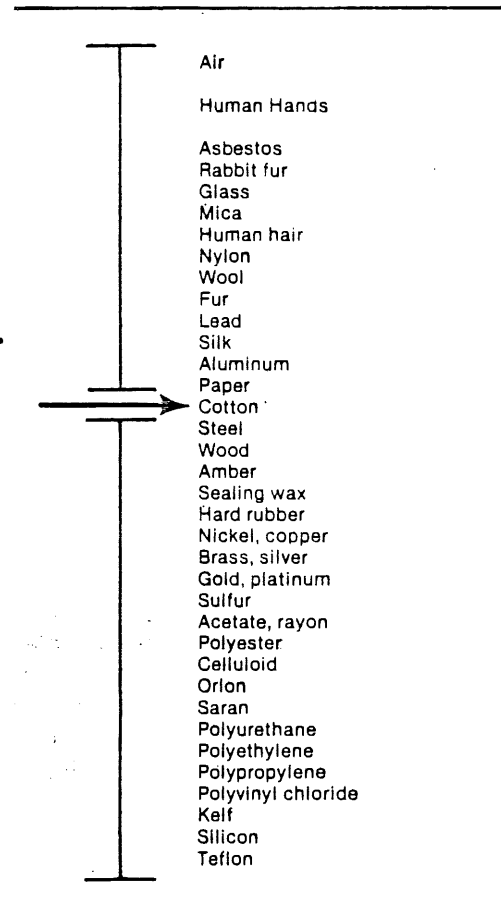 Air
Human Hands
Asbestos
Rabbit fur
Glass
Mica
Human hair
Nylon
Wool
Fur
Lead
Silk
Aluminum
Paper
Cotton
Steel
Wood
Amber
Sealing wax
Hard rubber
Nickel, copper
Brass, silver
Gold, platinum
Sulfur
Acetate, rayon
Polyester
Celluloid
Orlon
Saran
Polyurethane
Polyethylene
Polypropylene
Polyvinyl chloride
Kelf
Silicon
Teflon